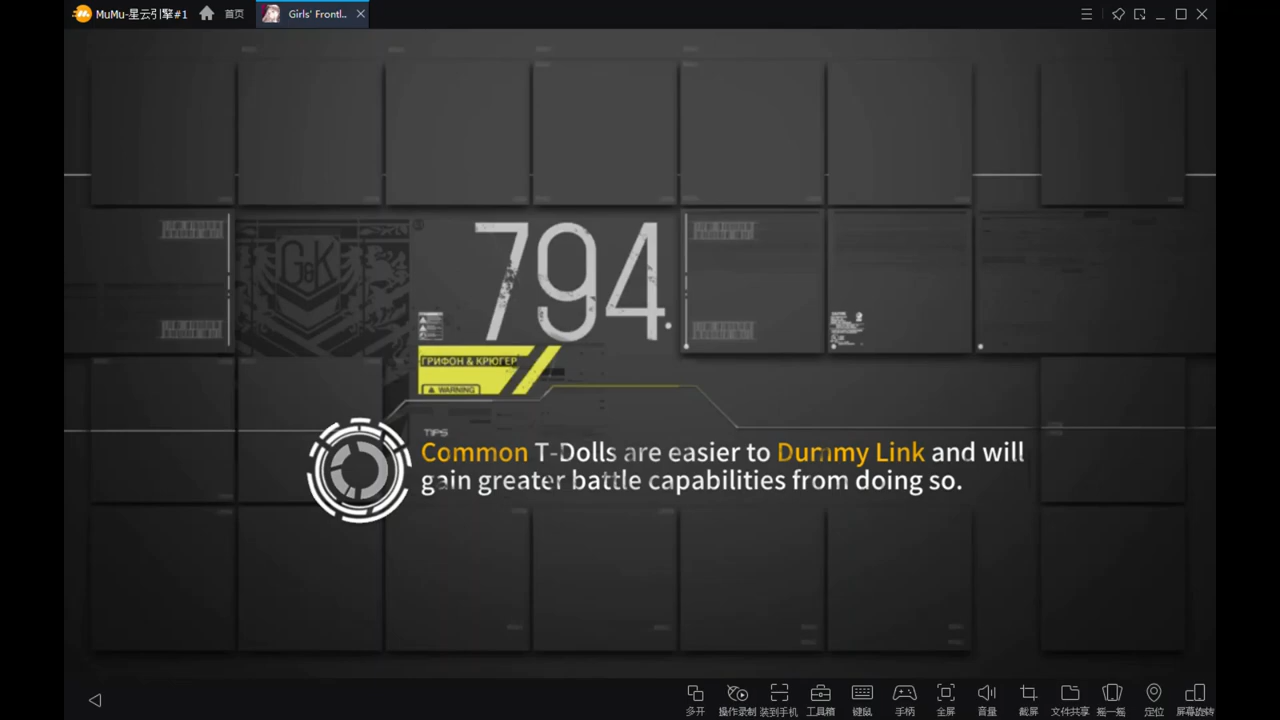 MuMu-星云引擎#1
首页
Girls' Frontl..
G&K
794.
ГРИФОН & КРЮГЕР
WARNING
TIPS
Common T-Dolls are easier to Dummy Link and will
gain greater battle capabilities from doing so.
多开
操作录制
装到手机
工具箱
键鼠
手柄
全屏
音量
截屏
文件共享
摇一摇
定位
屏幕旋转